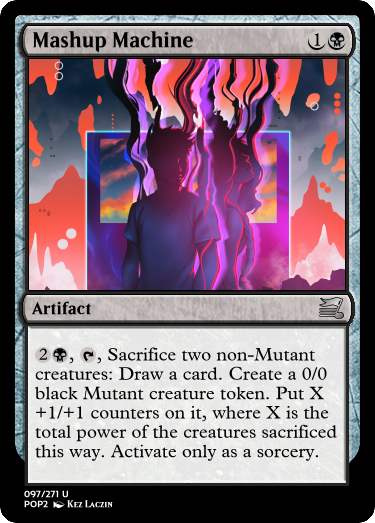 Mashup Machine 1
Artifact
2, , Sacrifice two non-Mutant
creatures: Draw a card. Create a 0/0
black Mutant creature token. Put X
+1/+1 counters on it, where X is the
total power of the creatures sacrificed
this way. Activate only as a sorcery.
097/271 U
POP2 Kez Laczin